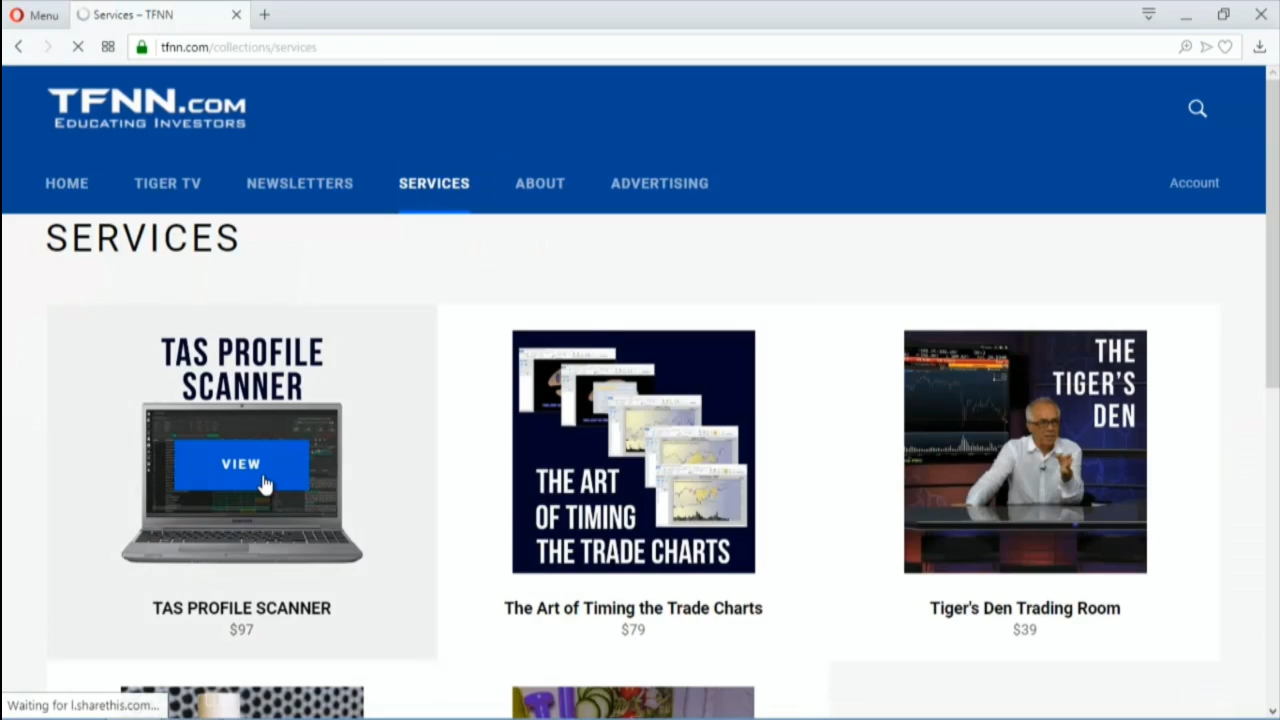 Menu
Services – TFNN
tfnn.com/collections/services
TFNN.COM
EDUCATING INVESTORS
HOME
TIGER TV
NEWSLETTERS
SERVICES
ABOUT
ADVERTISING
Account
SERVICES
TAS PROFILE
SCANNER
VIEW
TAS PROFILE SCANNER
$97
THE ART
OF TIMING
THE TRADE CHARTS
The Art of Timing the Trade Charts
$79
THE
TIGER'S
DEN
Tiger's Den Trading Room
$39
Waiting for l.sharethis.com...